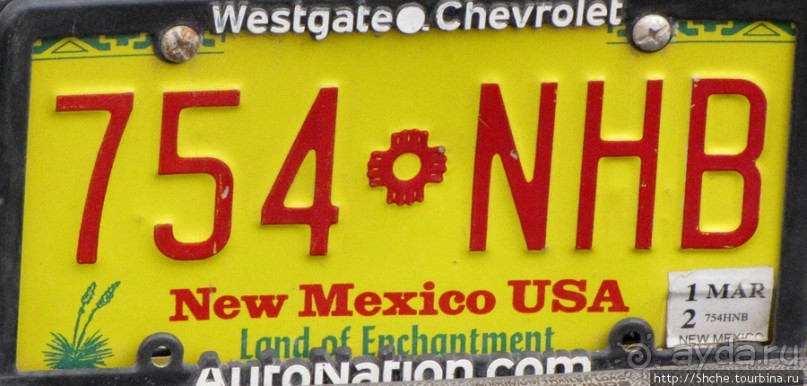 Westgate Chevrolet
754 NHB
New Mexico USA
Land of Enchantment
1 MAR
2 754HNB
NEW MEXICO
AutoNation.com
ayda.ru
http://Shche.tourbina.ru